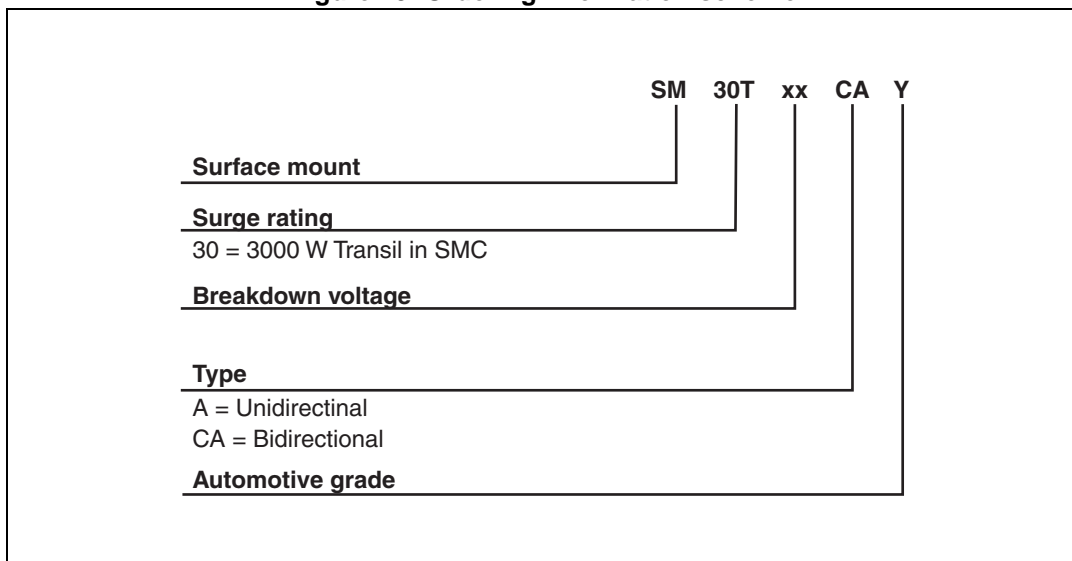 SM 30T xx CA Y
Surface mount
Surge rating
30 = 3000 W Transil in SMC
Breakdown voltage
Type
A = Unidirectinal
CA = Bidirectional
Automotive grade